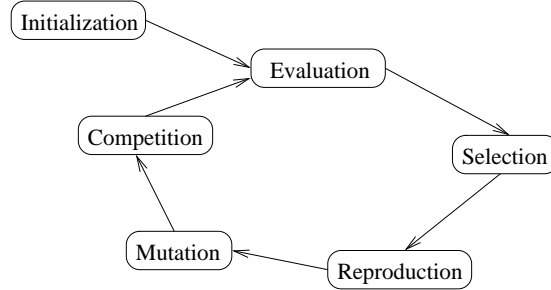 Initialization
Evaluation
Competition
Selection
Mutation
Reproduction